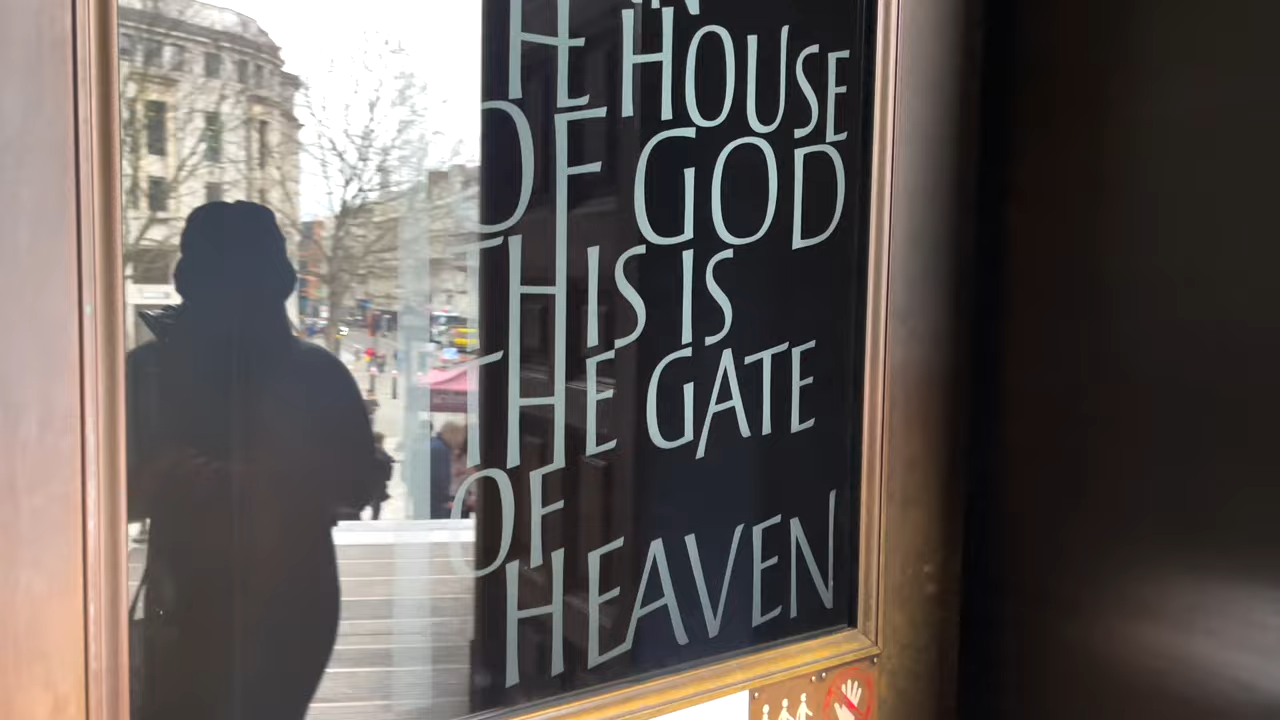 HOUSE
OF GOD
THIS IS
THE GATE
OF
HEAVEN